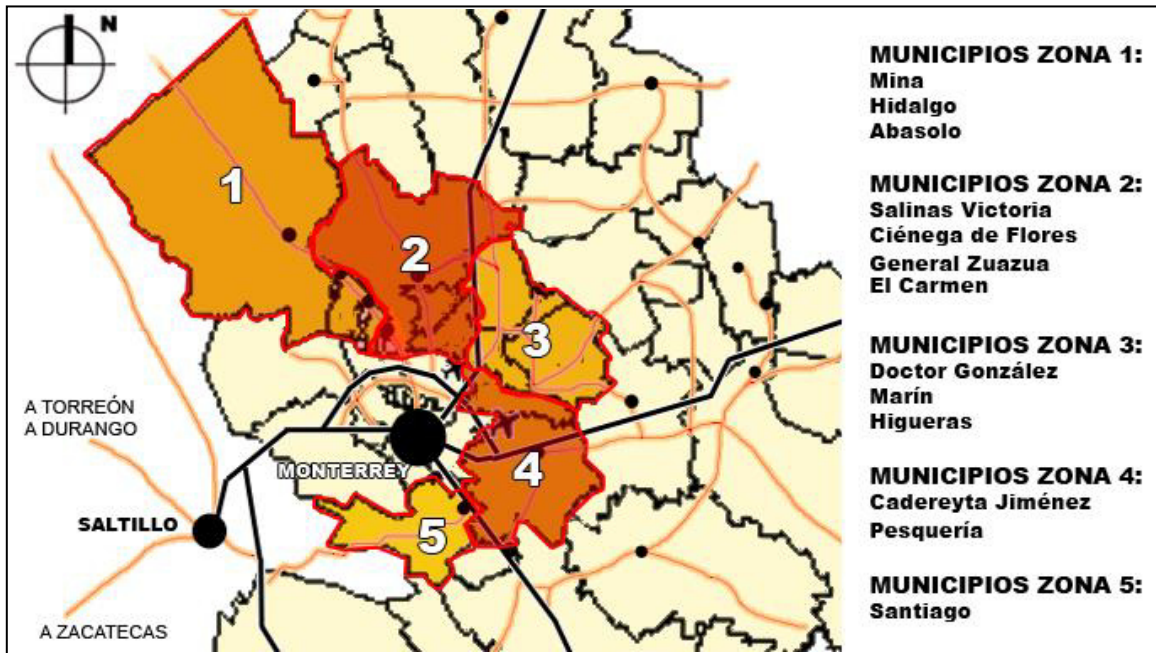 N
1
2
3
4
5
A TORREÓN
A DURANGO
MONTERREY
SALTILLO
A ZACATECAS
MUNICIPIOS ZONA 1:
Mina
Hidalgo
Abasolo
MUNICIPIOS ZONA 2:
Salinas Victoria
Ciénega de Flores
General Zuazua
El Carmen
MUNICIPIOS ZONA 3:
Doctor González
Marín
Higueras
MUNICIPIOS ZONA 4:
Cadereyta Jiménez
Pesquería
MUNICIPIOS ZONA 5:
Santiago